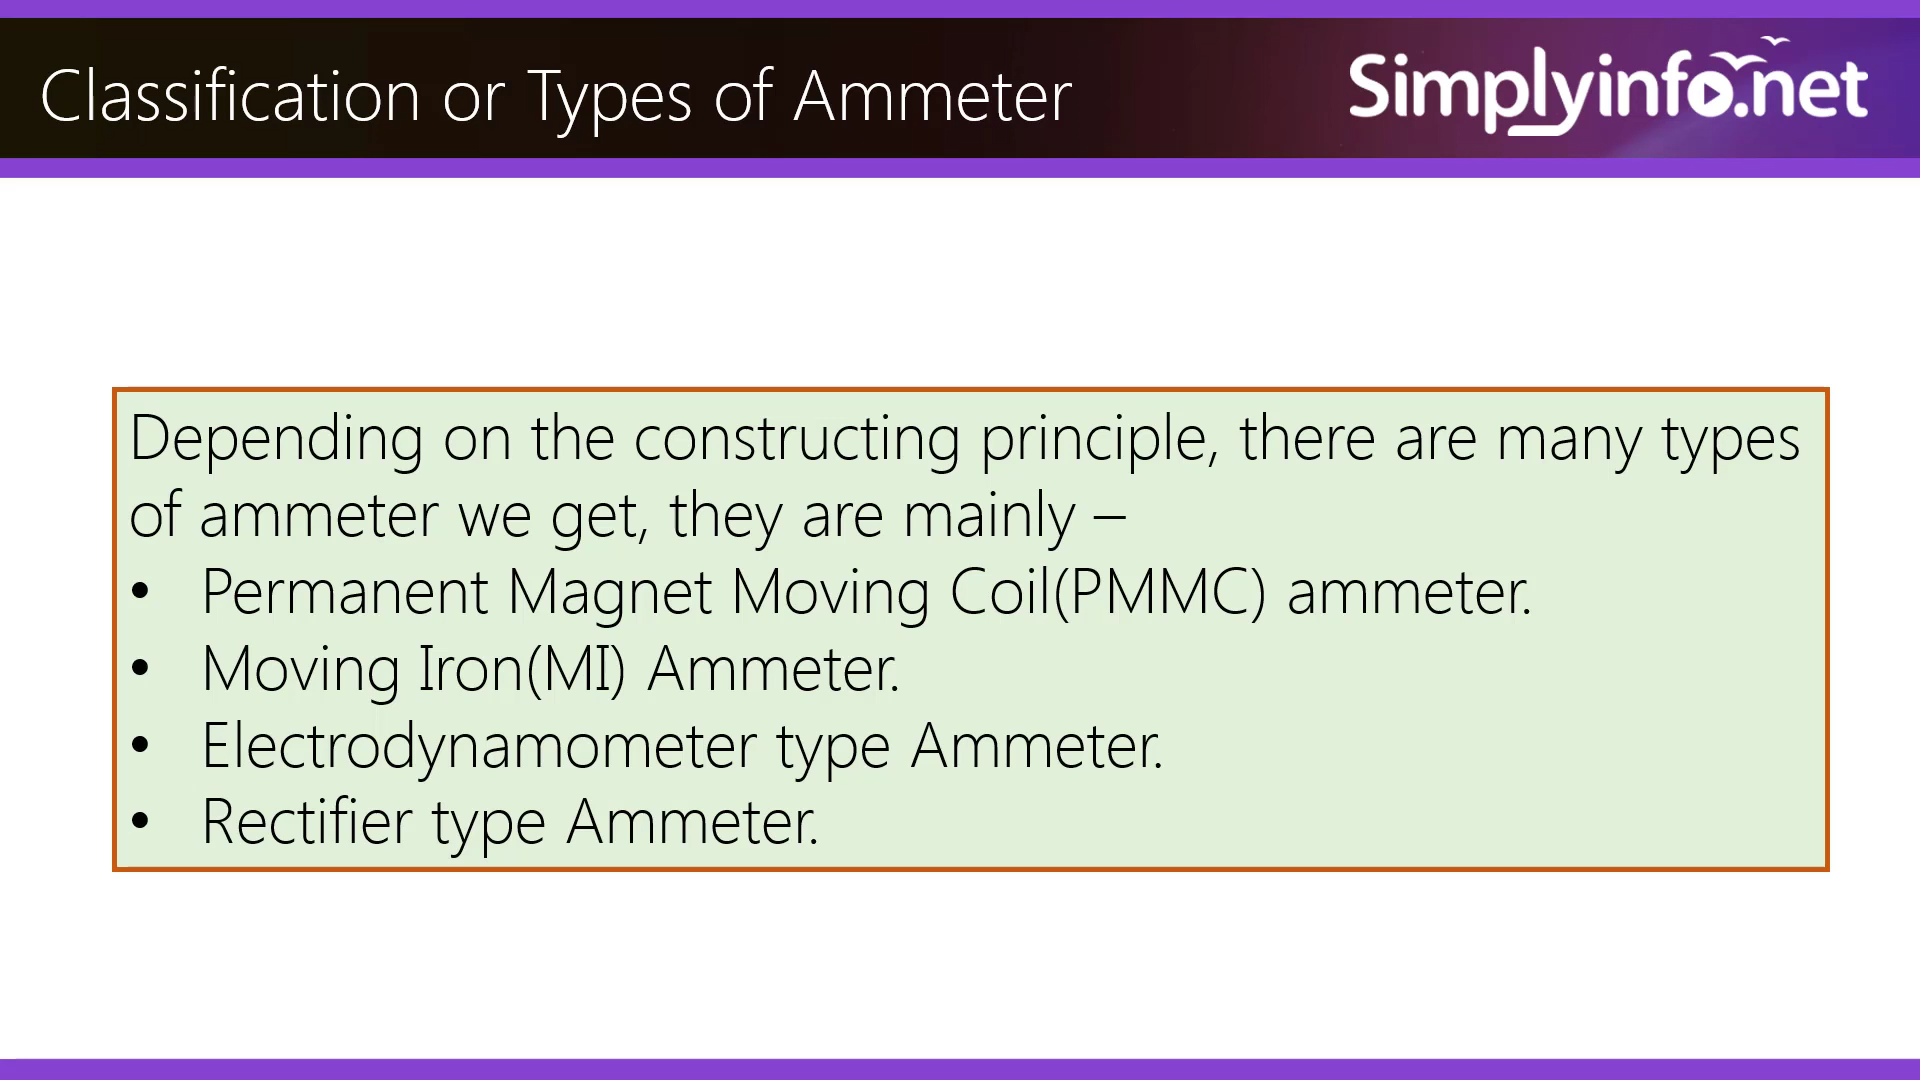 Classification or Types of Ammeter
Simplyinfo.net
Depending on the constructing principle, there are many types
of ammeter we get, they are mainly –
• Permanent Magnet Moving Coil(PMMC) ammeter.
• Moving Iron(MI) Ammeter.
• Electrodynamometer type Ammeter.
• Rectifier type Ammeter.